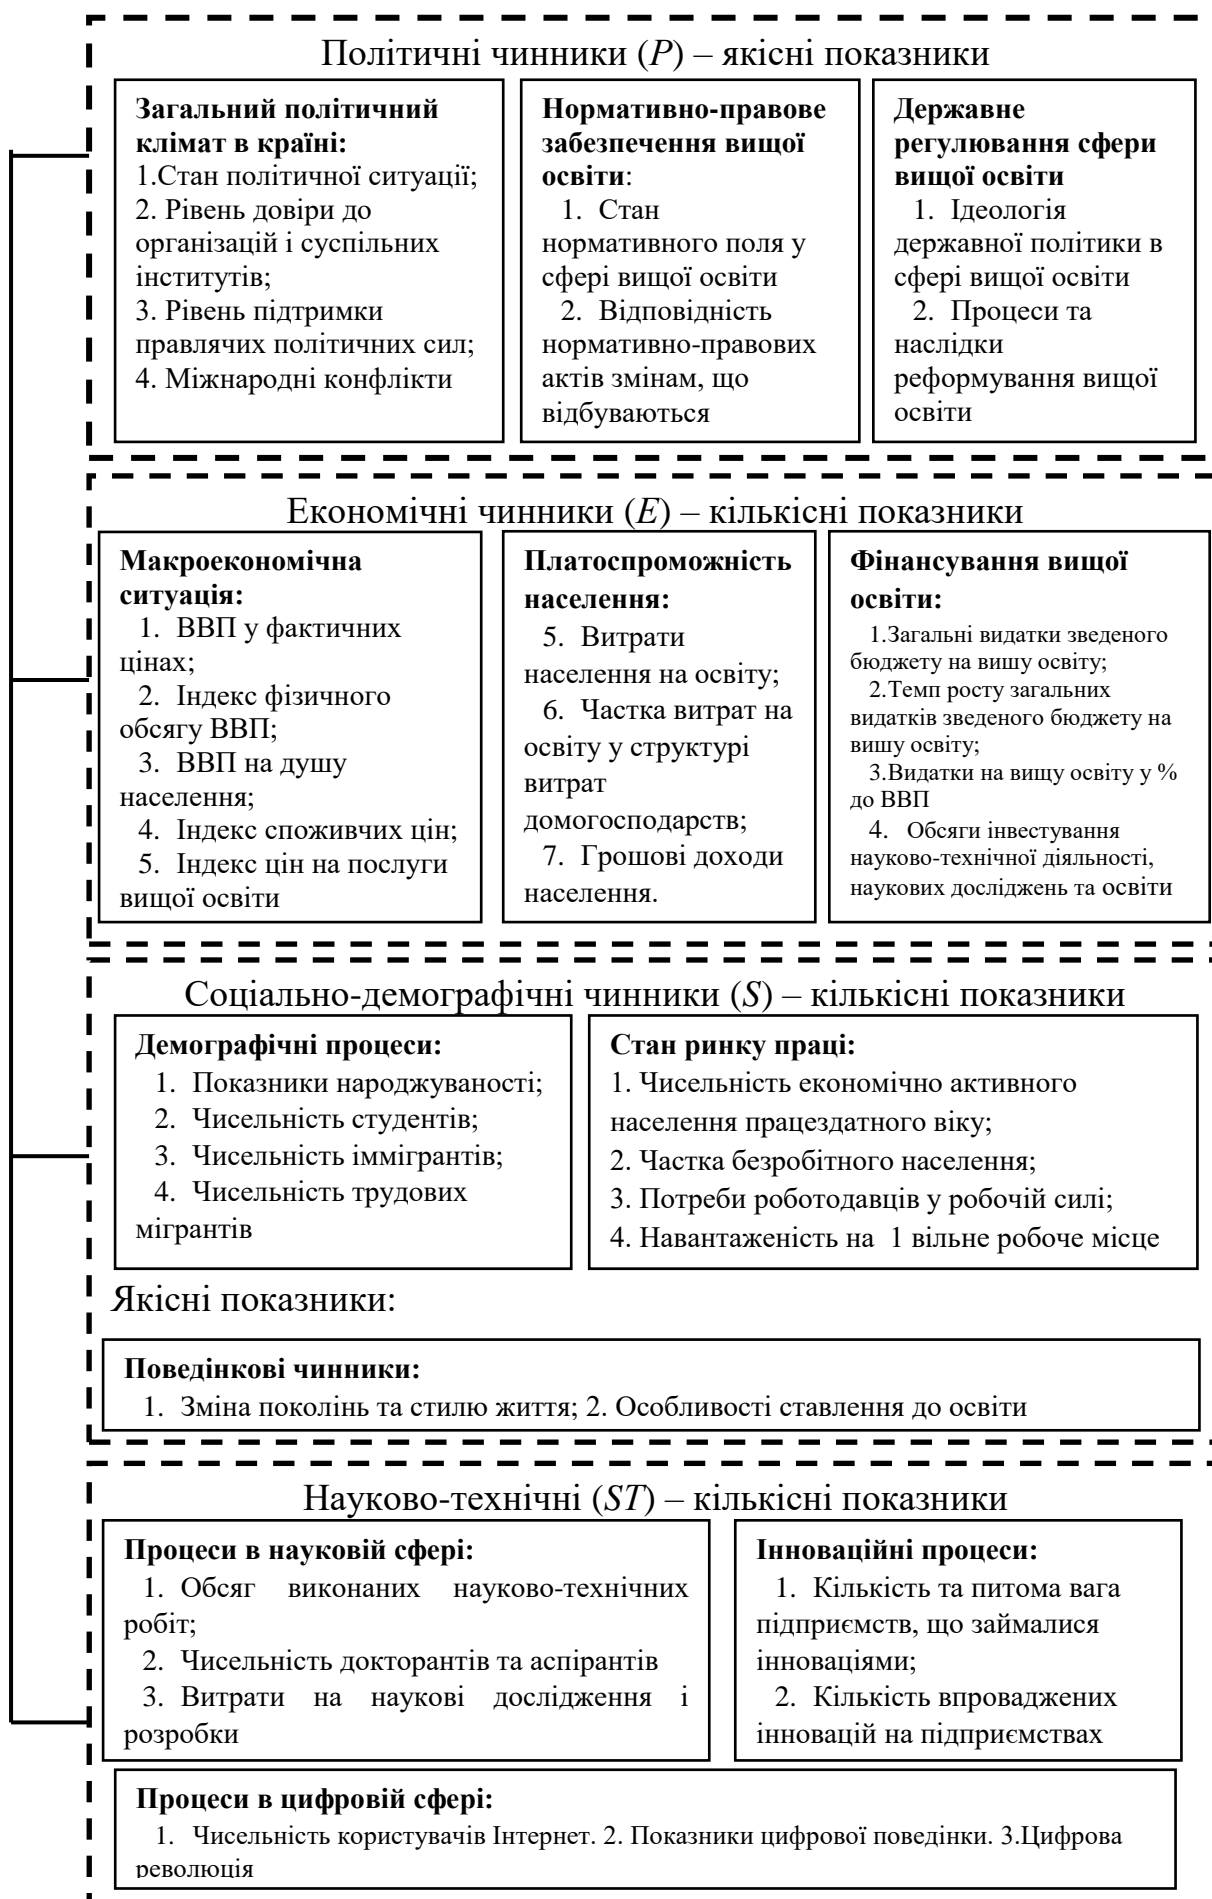 Політичні чинники (P) – якісні показники
Загальний політичний
клімат в країні:
1.Стан політичної ситуації;
2. Рівень довіри до
організацій і суспільних
інститутів;
3. Рівень підтримки
правлячих політичних сил;
4. Міжнародні конфлікти
Нормативно-правове
забезпечення вищої
освіти:
1. Стан
нормативного поля у
сфері вищої освіти
2. Відповідність
нормативно-правових
актів змінам, що
відбуваються
Державне
регулювання сфери
вищої освіти
1. Ідеологія
державної політики в
сфері вищої освіти
2. Процеси та
наслідки
реформування вищої
освіти
Економічні чинники (E) – кількісні показники
Макроекономічна
ситуація:
1. ВВП у фактичних
цінах;
2. Індекс фізичного
обсягу ВВП;
3. ВВП на душу
населення;
4. Індекс споживчих цін;
5. Індекс цін на послуги
вищої освіти
Платоспроможність
населення:
5. Витрати
населення на освіту;
6. Частка витрат на
освіту у структурі
витрат
домогосподарств;
7. Грошові доходи
населення.
Фінансування вищої
освіти:
1.Загальні видатки зведеного
бюджету на вишу освіту;
2.Темп росту загальних
видатків зведеного бюджету на
вишу освіту;
3.Видатки на вищу освіту у %
до ВВП
4. Обсяги інвестування
науково-технічної діяльності,
наукових досліджень та освіти
Соціально-демографічні чинники (S) – кількісні показники
Демографічні процеси:
1. Показники народжуваності;
2. Чисельність студентів;
3. Чисельність іммігрантів;
4. Чисельність трудових
мігрантів
Стан ринку праці:
1. Чисельність економічно активного
населення працездатного віку;
2. Частка безробітного населення;
3. Потреби роботодавців у робочій силі;
4. Навантаженість на 1 вільне робоче місце
Якісні показники:
Поведінкові чинники:
1. Зміна поколінь та стилю життя; 2. Особливості ставлення до освіти
Науково-технічні (ST) – кількісні показники
Процеси в науковій сфері:
1. Обсяг виконаних науково-технічних
робіт;
2. Чисельність докторантів та аспірантів
3. Витрати на наукові дослідження і
розробки
Інноваційні процеси:
1. Кількість та питома вага
підприємств, що займалися
інноваціями;
2. Кількість впроваджених
інновацій на підприємствах
Процеси в цифровій сфері:
1. Чисельність користувачів Інтернет. 2. Показники цифрової поведінки. 3.Цифрова
революція